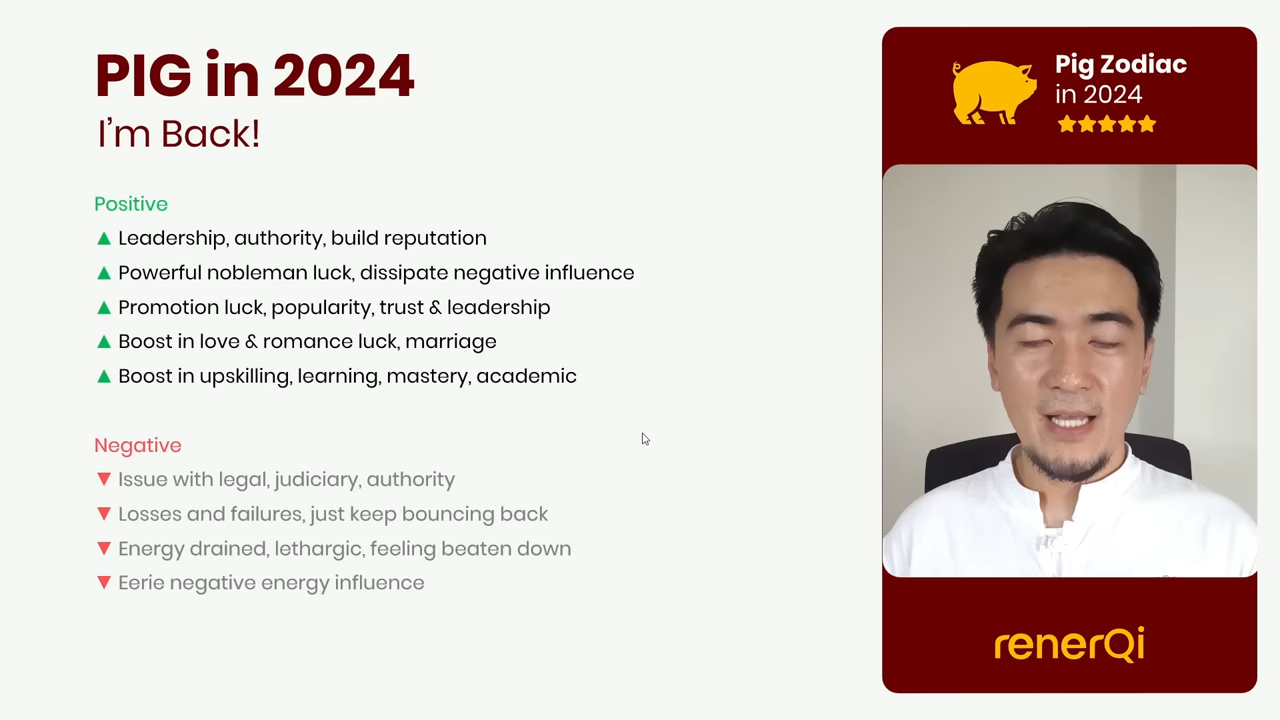 PIG in 2024
I’m Back!
Positive
▲ Leadership, authority, build reputation
▲ Powerful nobleman luck, dissipate negative influence
▲ Promotion luck, popularity, trust & leadership
▲ Boost in love & romance luck, marriage
▲ Boost in upskilling, learning, mastery, academic
Negative
▼ Issue with legal, judiciary, authority
▼ Losses and failures, just keep bouncing back
▼ Energy drained, lethargic, feeling beaten down
▼ Eerie negative energy influence
Pig Zodiac
in 2024
★★★★★
renerQi